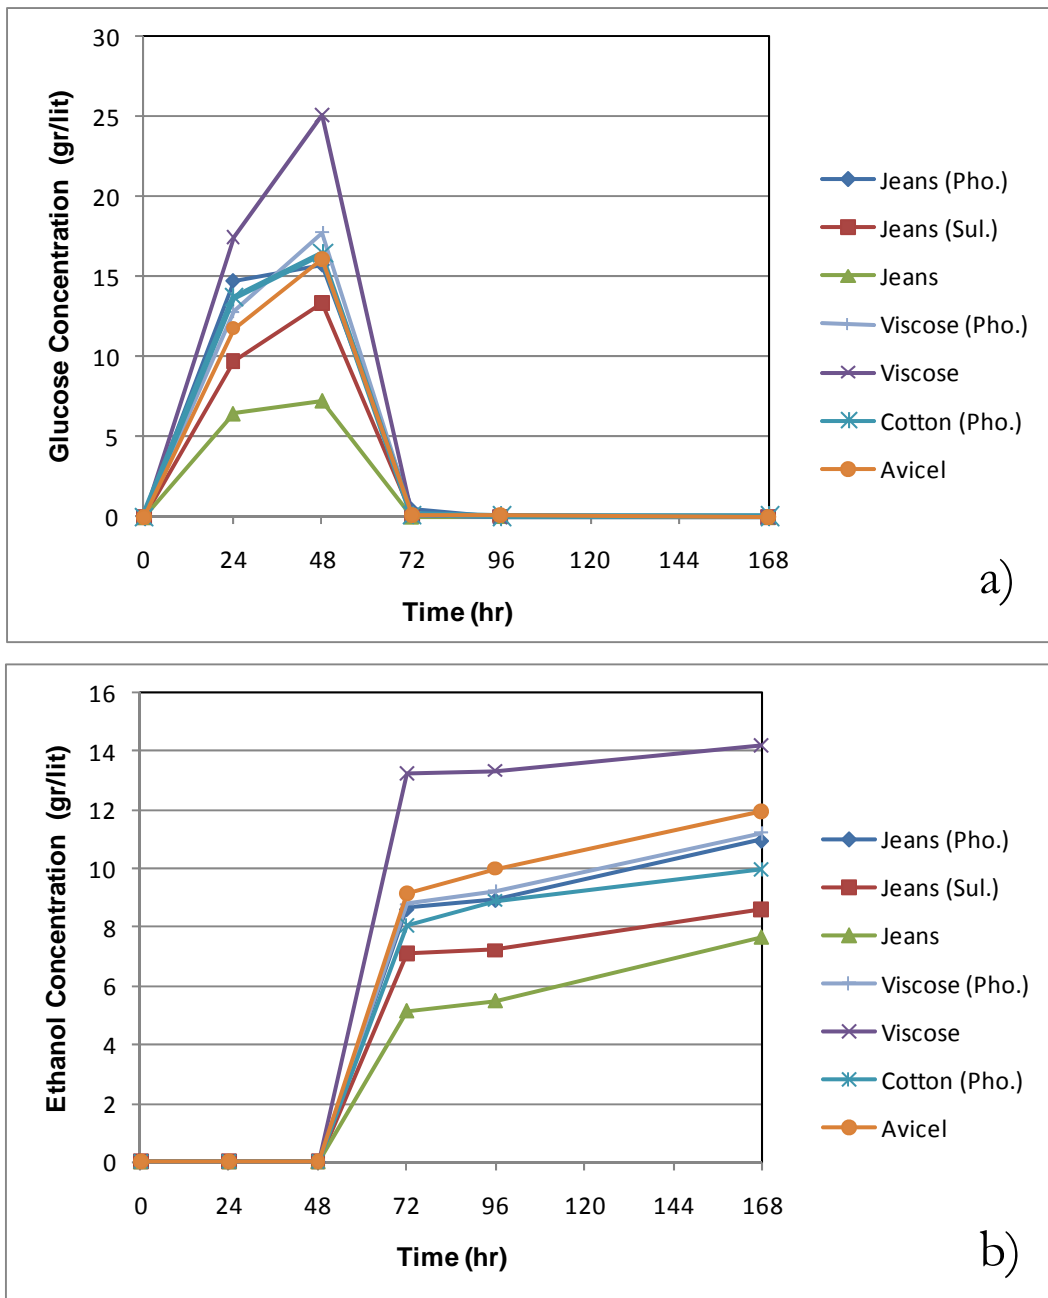 30
25
20
15
10
5
0
Glucose Concentration (gr/lit)
0 24 48 72 96 120 144 168
Time (hr)
Jeans (Pho.)
Jeans (Sul.)
Jeans
Viscose (Pho.)
Viscose
Cotton (Pho.)
Avicel
a)
16
14
12
10
8
6
4
2
0
Ethanol Concentration (gr/lit)
0 24 48 72 96 120 144 168
Time (hr)
Jeans (Pho.)
Jeans (Sul.)
Jeans
Viscose (Pho.)
Viscose
Cotton (Pho.)
Avicel
b)